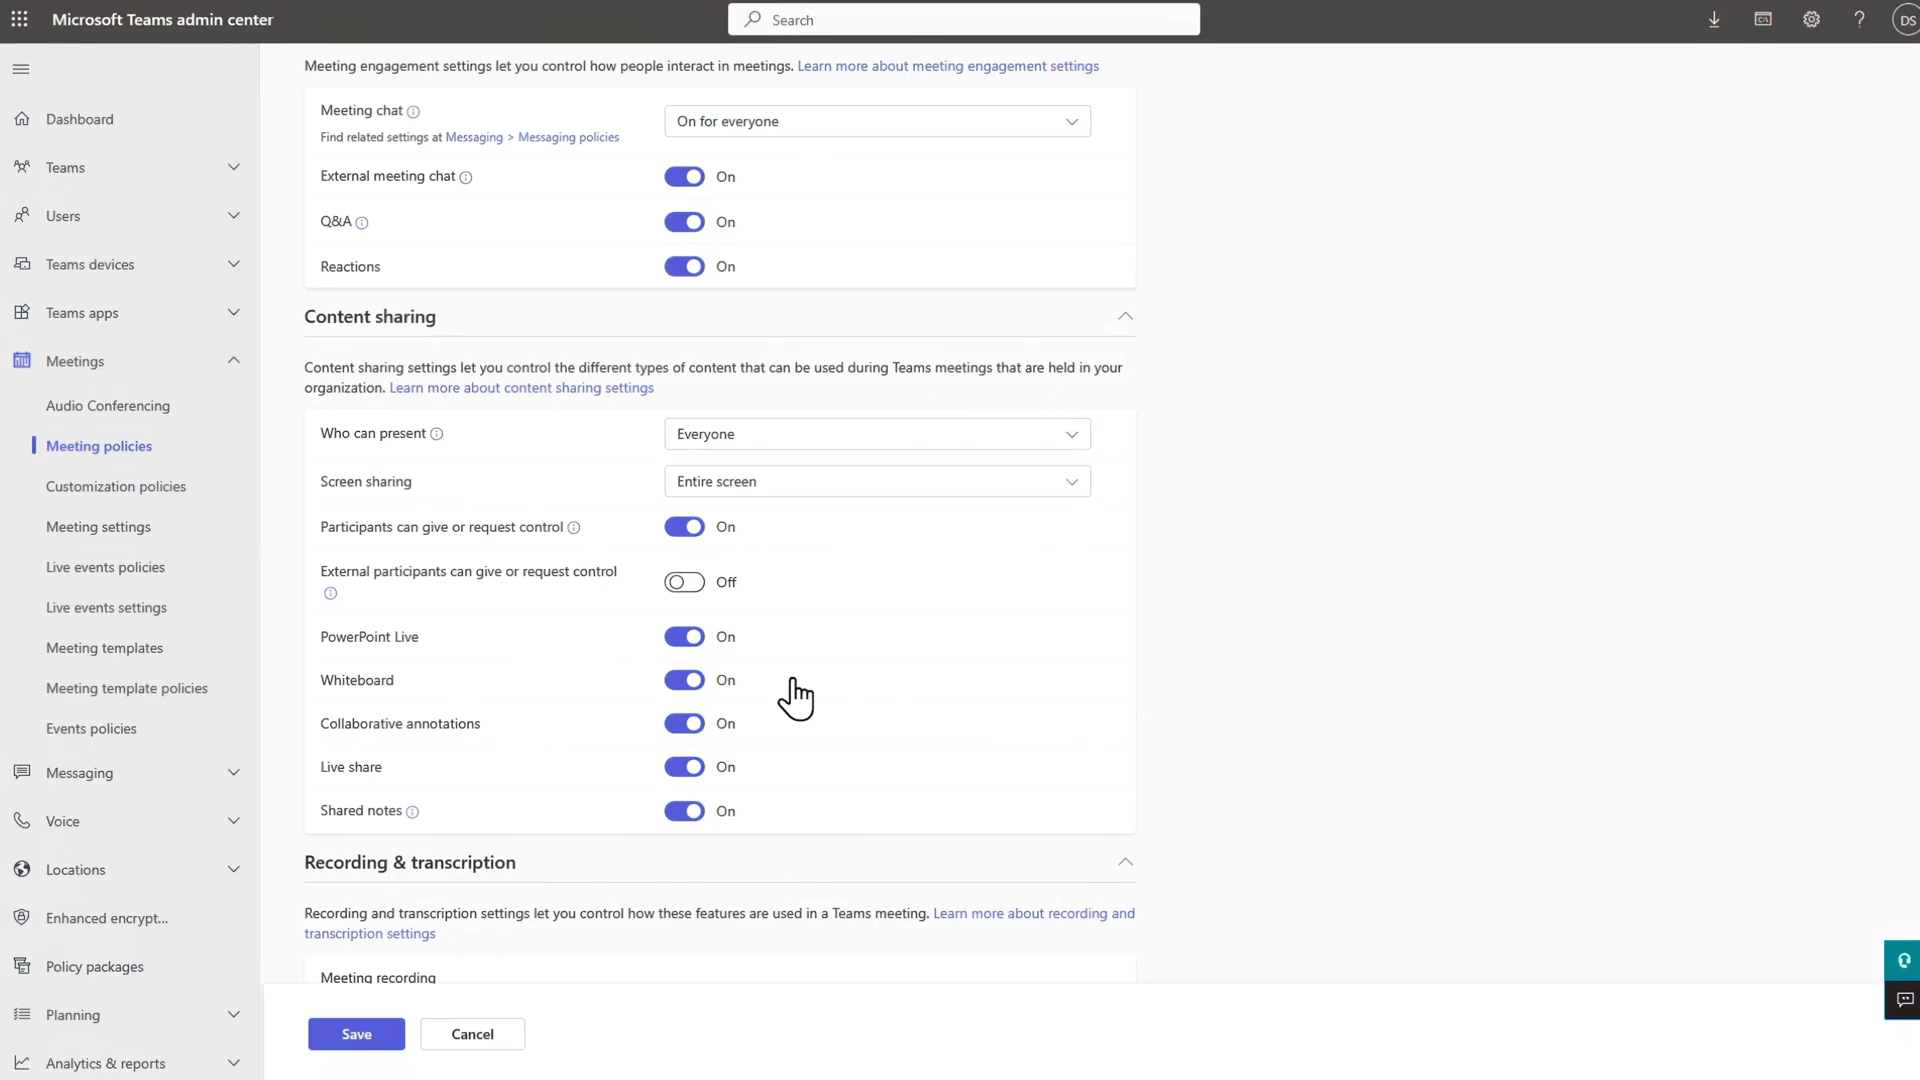 Microsoft Teams admin center
Search
DS
Meeting engagement settings let you control how people interact in meetings. Learn more about meeting engagement settings
Meeting chat
On for everyone
Find related settings at Messaging > Messaging policies
External meeting chat
On
Q&A
On
Reactions
On
Content sharing
Content sharing settings let you control the different types of content that can be used during Teams meetings that are held in your
organization. Learn more about content sharing settings
Who can present
Everyone
Screen sharing
Entire screen
Participants can give or request control
On
External participants can give or request control
Off
PowerPoint Live
On
Whiteboard
On
Collaborative annotations
On
Live share
On
Shared notes
On
Recording & transcription
Recording and transcription settings let you control how these features are used in a Teams meeting. Learn more about recording and
transcription settings
Meeting recording
Save
Cancel
Dashboard
Teams
Users
Teams devices
Teams apps
Meetings
Audio Conferencing
Meeting policies
Customization policies
Meeting settings
Live events policies
Live events settings
Meeting templates
Meeting template policies
Events policies
Messaging
Voice
Locations
Enhanced encrypt...
Policy packages
Planning
Analytics & reports